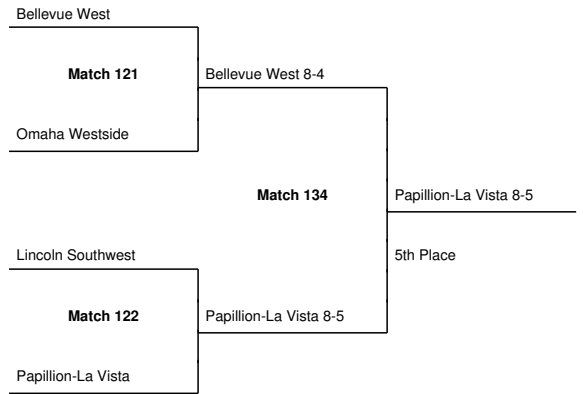 Bellevue West
Match 121
Bellevue West 8-4
Omaha Westside
Match 134
Papillion-La Vista 8-5
Lincoln Southwest
5th Place
Match 122
Papillion-La Vista 8-5
Papillion-La Vista